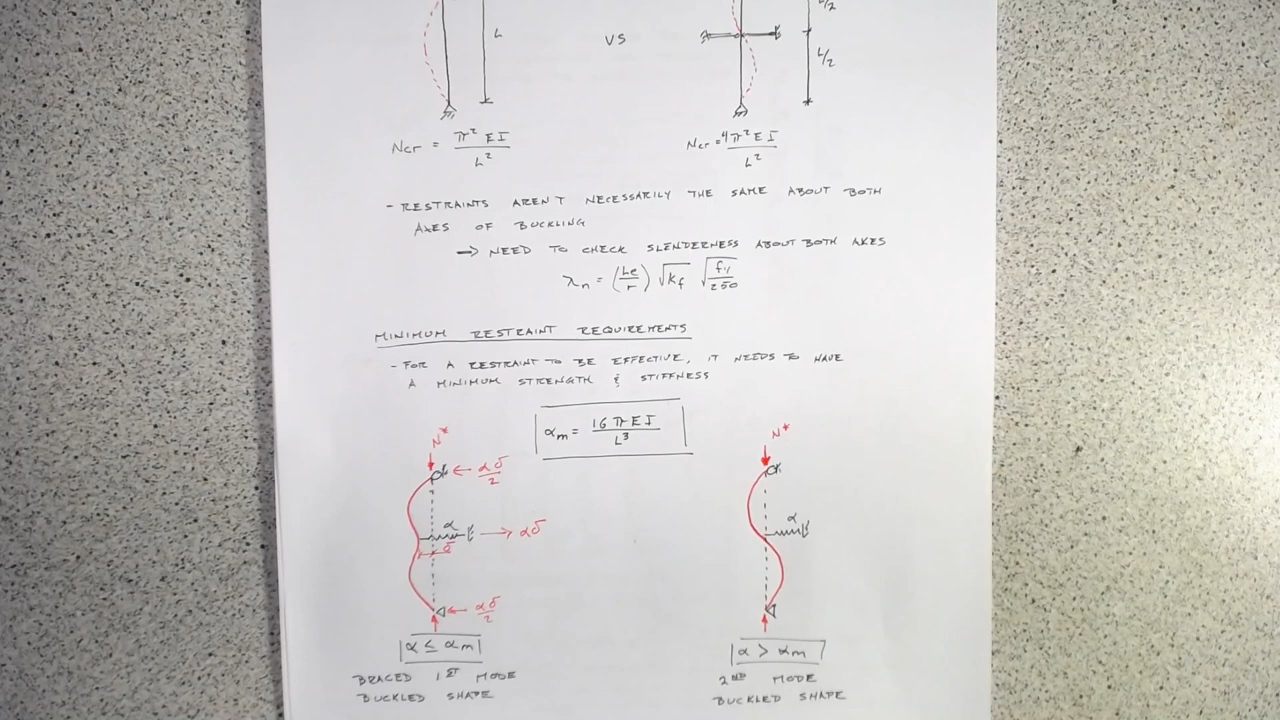 L
VS
L/2
L/2
Ncr = π² E I / L²
Ncr = 4π² E I / L²
- RESTRAINTS AREN'T NECESSARILY THE SAME ABOUT BOTH
AXES OF BUCKLING
→ NEED TO CHECK SLENDERNESS ABOUT BOTH AXES
λn = (Le/r) √kf √(fy/250)
MINIMUM RESTRAINT REQUIREMENTS
- FOR A RESTRAINT TO BE EFFECTIVE, IT NEEDS TO HAVE
A MINIMUM STRENGTH & STIFFNESS
αm = 16 π E I / L³
N*
αδ/2
α
αδ
δ
αδ/2
α ≤ αm
BRACED 1ST MODE
BUCKLED SHAPE
N*
α
α > αm
2ND MODE
BUCKLED SHAPE